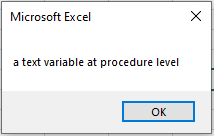 Microsoft Excel
a text variable at procedure level
OK